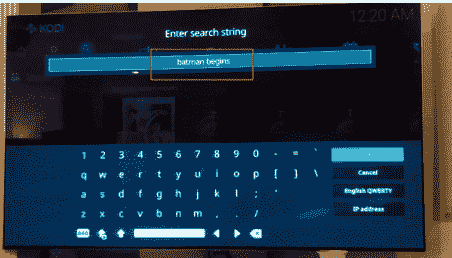 KODI
12:20 AM
Enter search string
batman begins
1 2 3 4 5 6 7 8 9 0 - = `
q w e r t y u i o p [ ] \
Cancel
a s d f g h j k l ; '
English QWERTY
z x c v b n m , . /
IP address